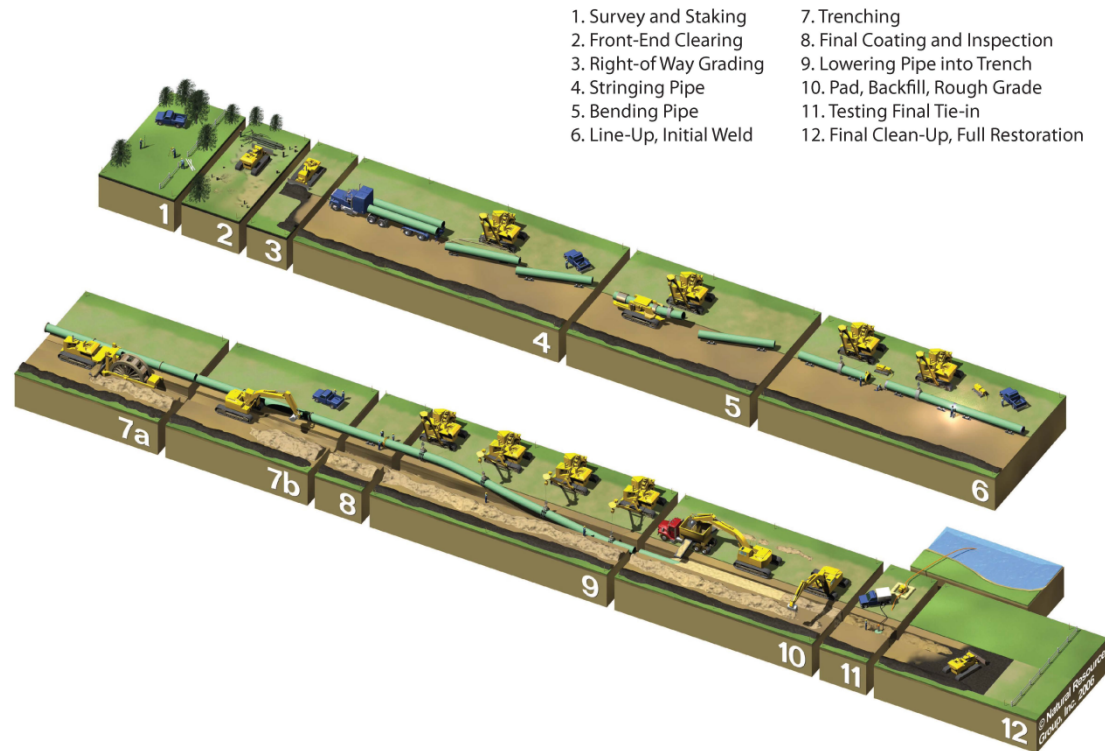 1. Survey and Staking
2. Front-End Clearing
3. Right-of Way Grading
4. Stringing Pipe
5. Bending Pipe
6. Line-Up, Initial Weld
7. Trenching
8. Final Coating and Inspection
9. Lowering Pipe into Trench
10. Pad, Backfill, Rough Grade
11. Testing Final Tie-in
12. Final Clean-Up, Full Restoration
1
2
3
4
5
6
7a
7b
8
9
10
11
12
© Natural Resource
Group, Inc. 2006